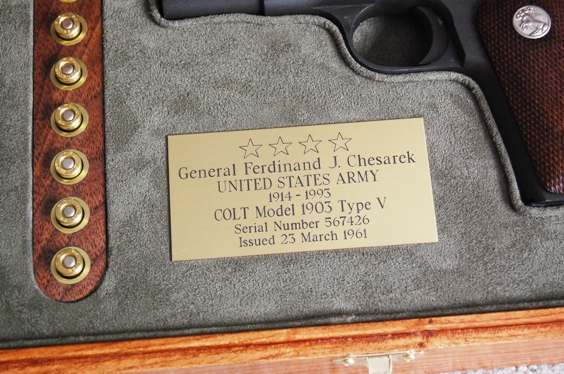 General Ferdinand J. Chesarek
UNITED STATES ARMY
1914 - 1993
COLT Model 1903 Type V
Serial Number 567426
Issued 23 March 1961